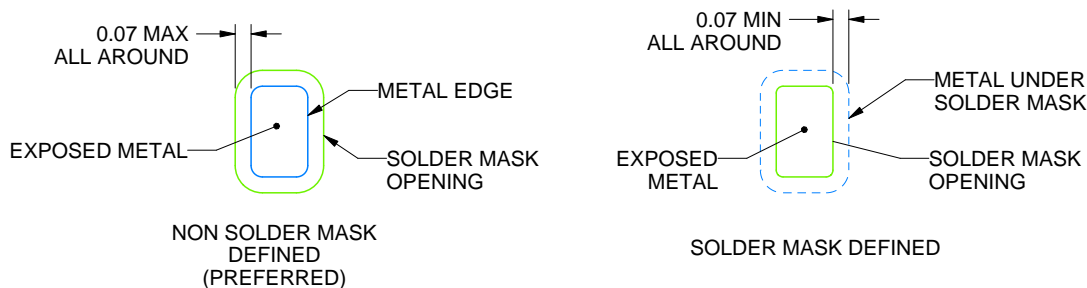 0.07 MAX
ALL AROUND
METAL EDGE
EXPOSED METAL
SOLDER MASK
OPENING
NON SOLDER MASK
DEFINED
(PREFERRED)
0.07 MIN
ALL AROUND
METAL UNDER
SOLDER MASK
EXPOSED
METAL
SOLDER MASK
OPENING
SOLDER MASK DEFINED